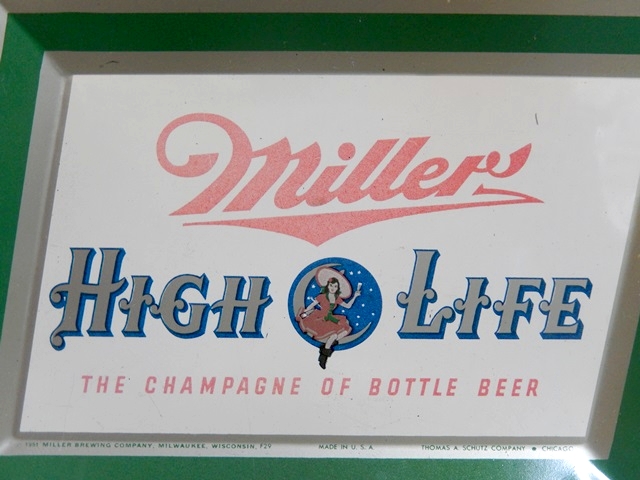 Miller
HIGH LIFE
THE CHAMPAGNE OF BOTTLE BEER
MILLER BREWING COMPANY, MILWAUKEE, WISCONSIN, F29 MADE IN U.S.A THOMAS A. SCHUTZ COMPANY • CHICAGO